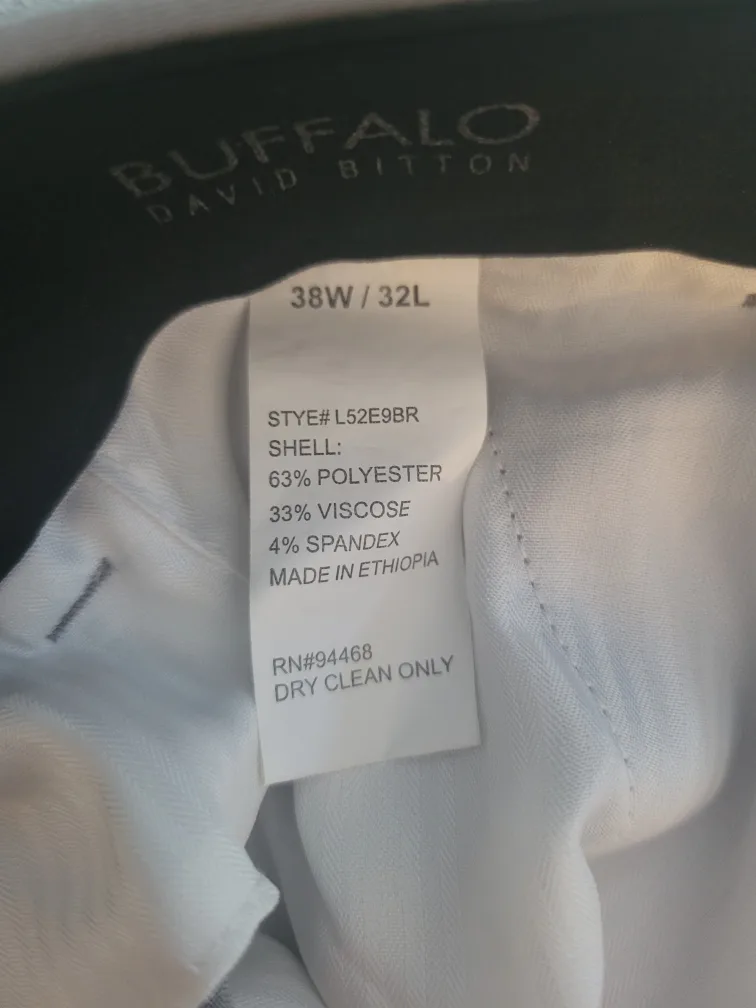 BUFFALO
DAVID BITTON
38W / 32L
STYE# L52E9BR
SHELL:
63% POLYESTER
33% VISCOSE
4% SPANDEX
MADE IN ETHIOPIA
RN#94468
DRY CLEAN ONLY